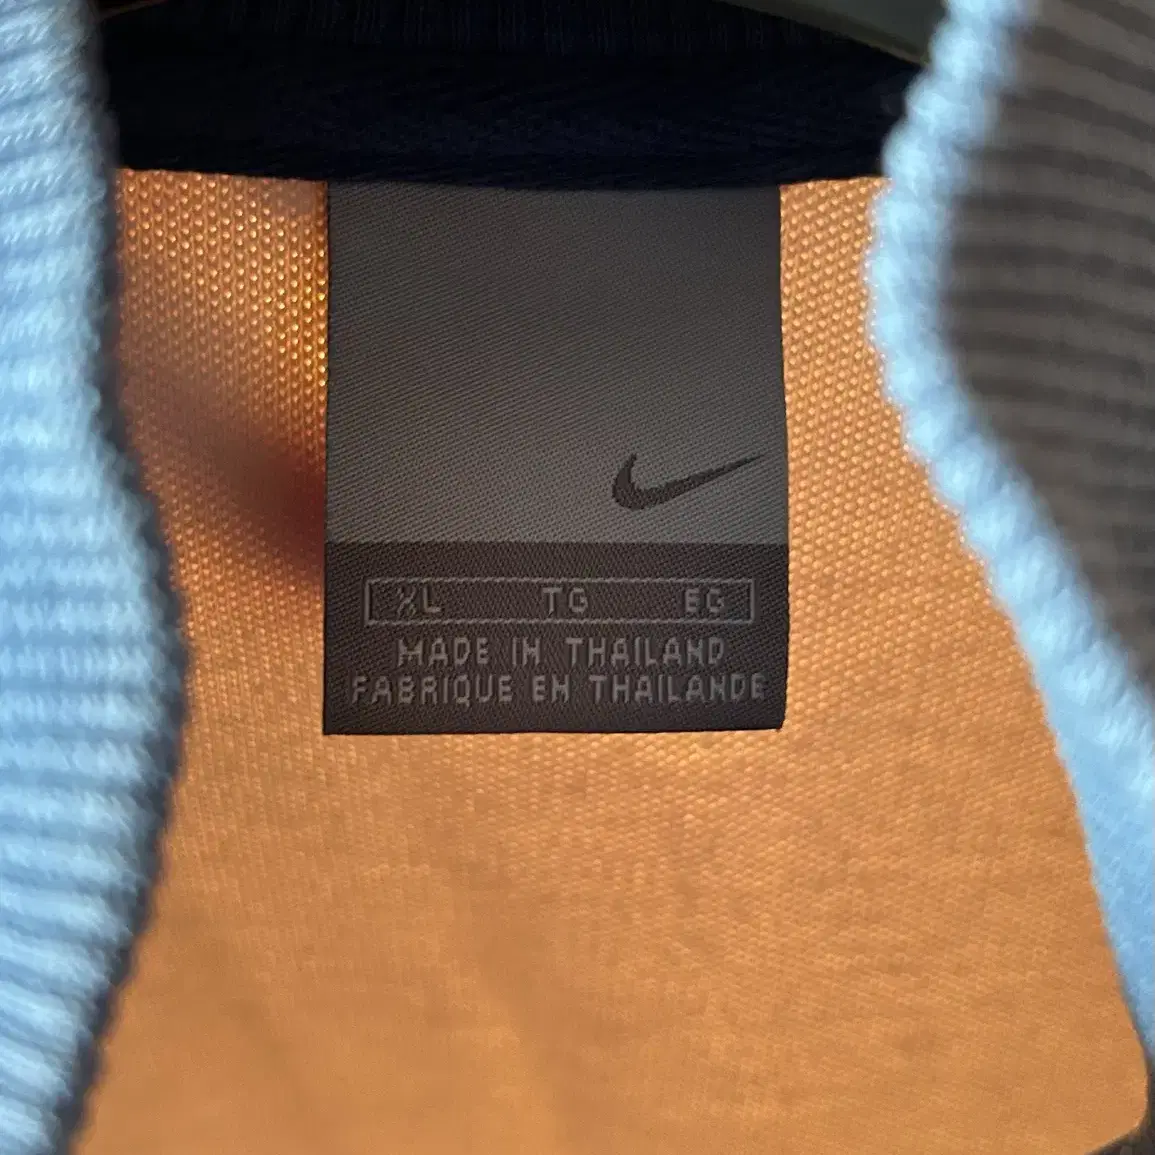 XL TG EG
MADE IN THAILAND
FABRIQUE EN THAILANDE